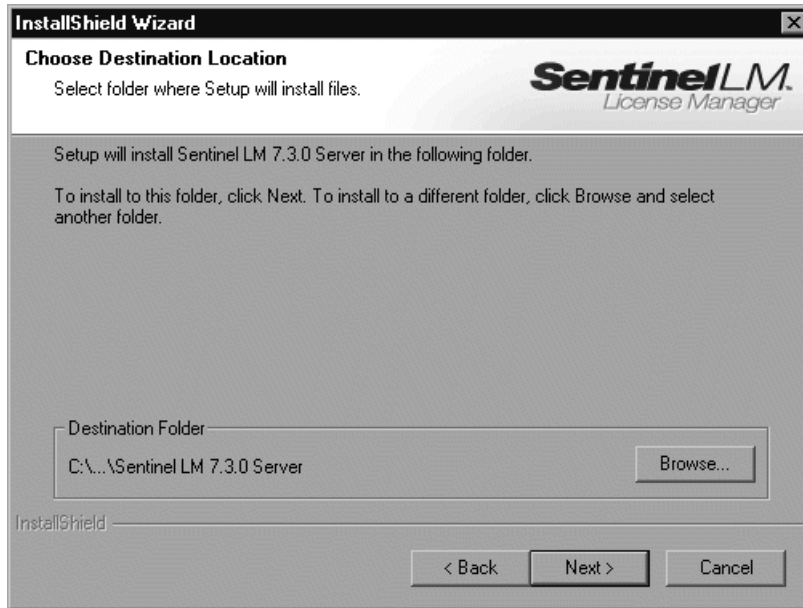 InstallShield Wizard
Choose Destination Location
Select folder where Setup will install files.
SentinelLM.
License Manager
Setup will install Sentinel LM 7.3.0 Server in the following folder.
To install to this folder, click Next. To install to a different folder, click Browse and select
another folder.
Destination Folder
C:\...\Sentinel LM 7.3.0 Server
Browse...
InstallShield
< Back
Next >
Cancel